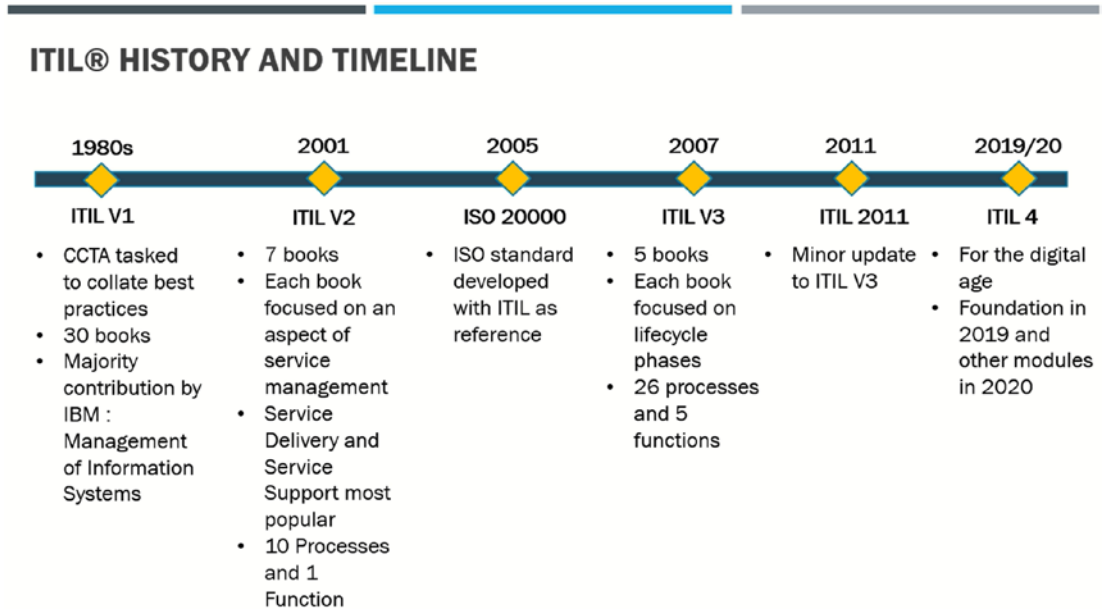 ITIL® HISTORY AND TIMELINE
1980s
ITIL V1
• CCTA tasked
to collate best
practices
• 30 books
• Majority
contribution by
IBM :
Management
of Information
Systems
2001
ITIL V2
• 7 books
• Each book
focused on an
aspect of
service
management
• Service
Delivery and
Service
Support most
popular
• 10 Processes
and 1
Function
2005
ISO 20000
• ISO standard
developed
with ITIL as
reference
2007
ITIL V3
• 5 books
• Each book
focused on
lifecycle
phases
• 26 processes
and 5
functions
2011
ITIL 2011
• Minor update
to ITIL V3
2019/20
ITIL 4
• For the digital
age
• Foundation in
2019 and
other modules
in 2020